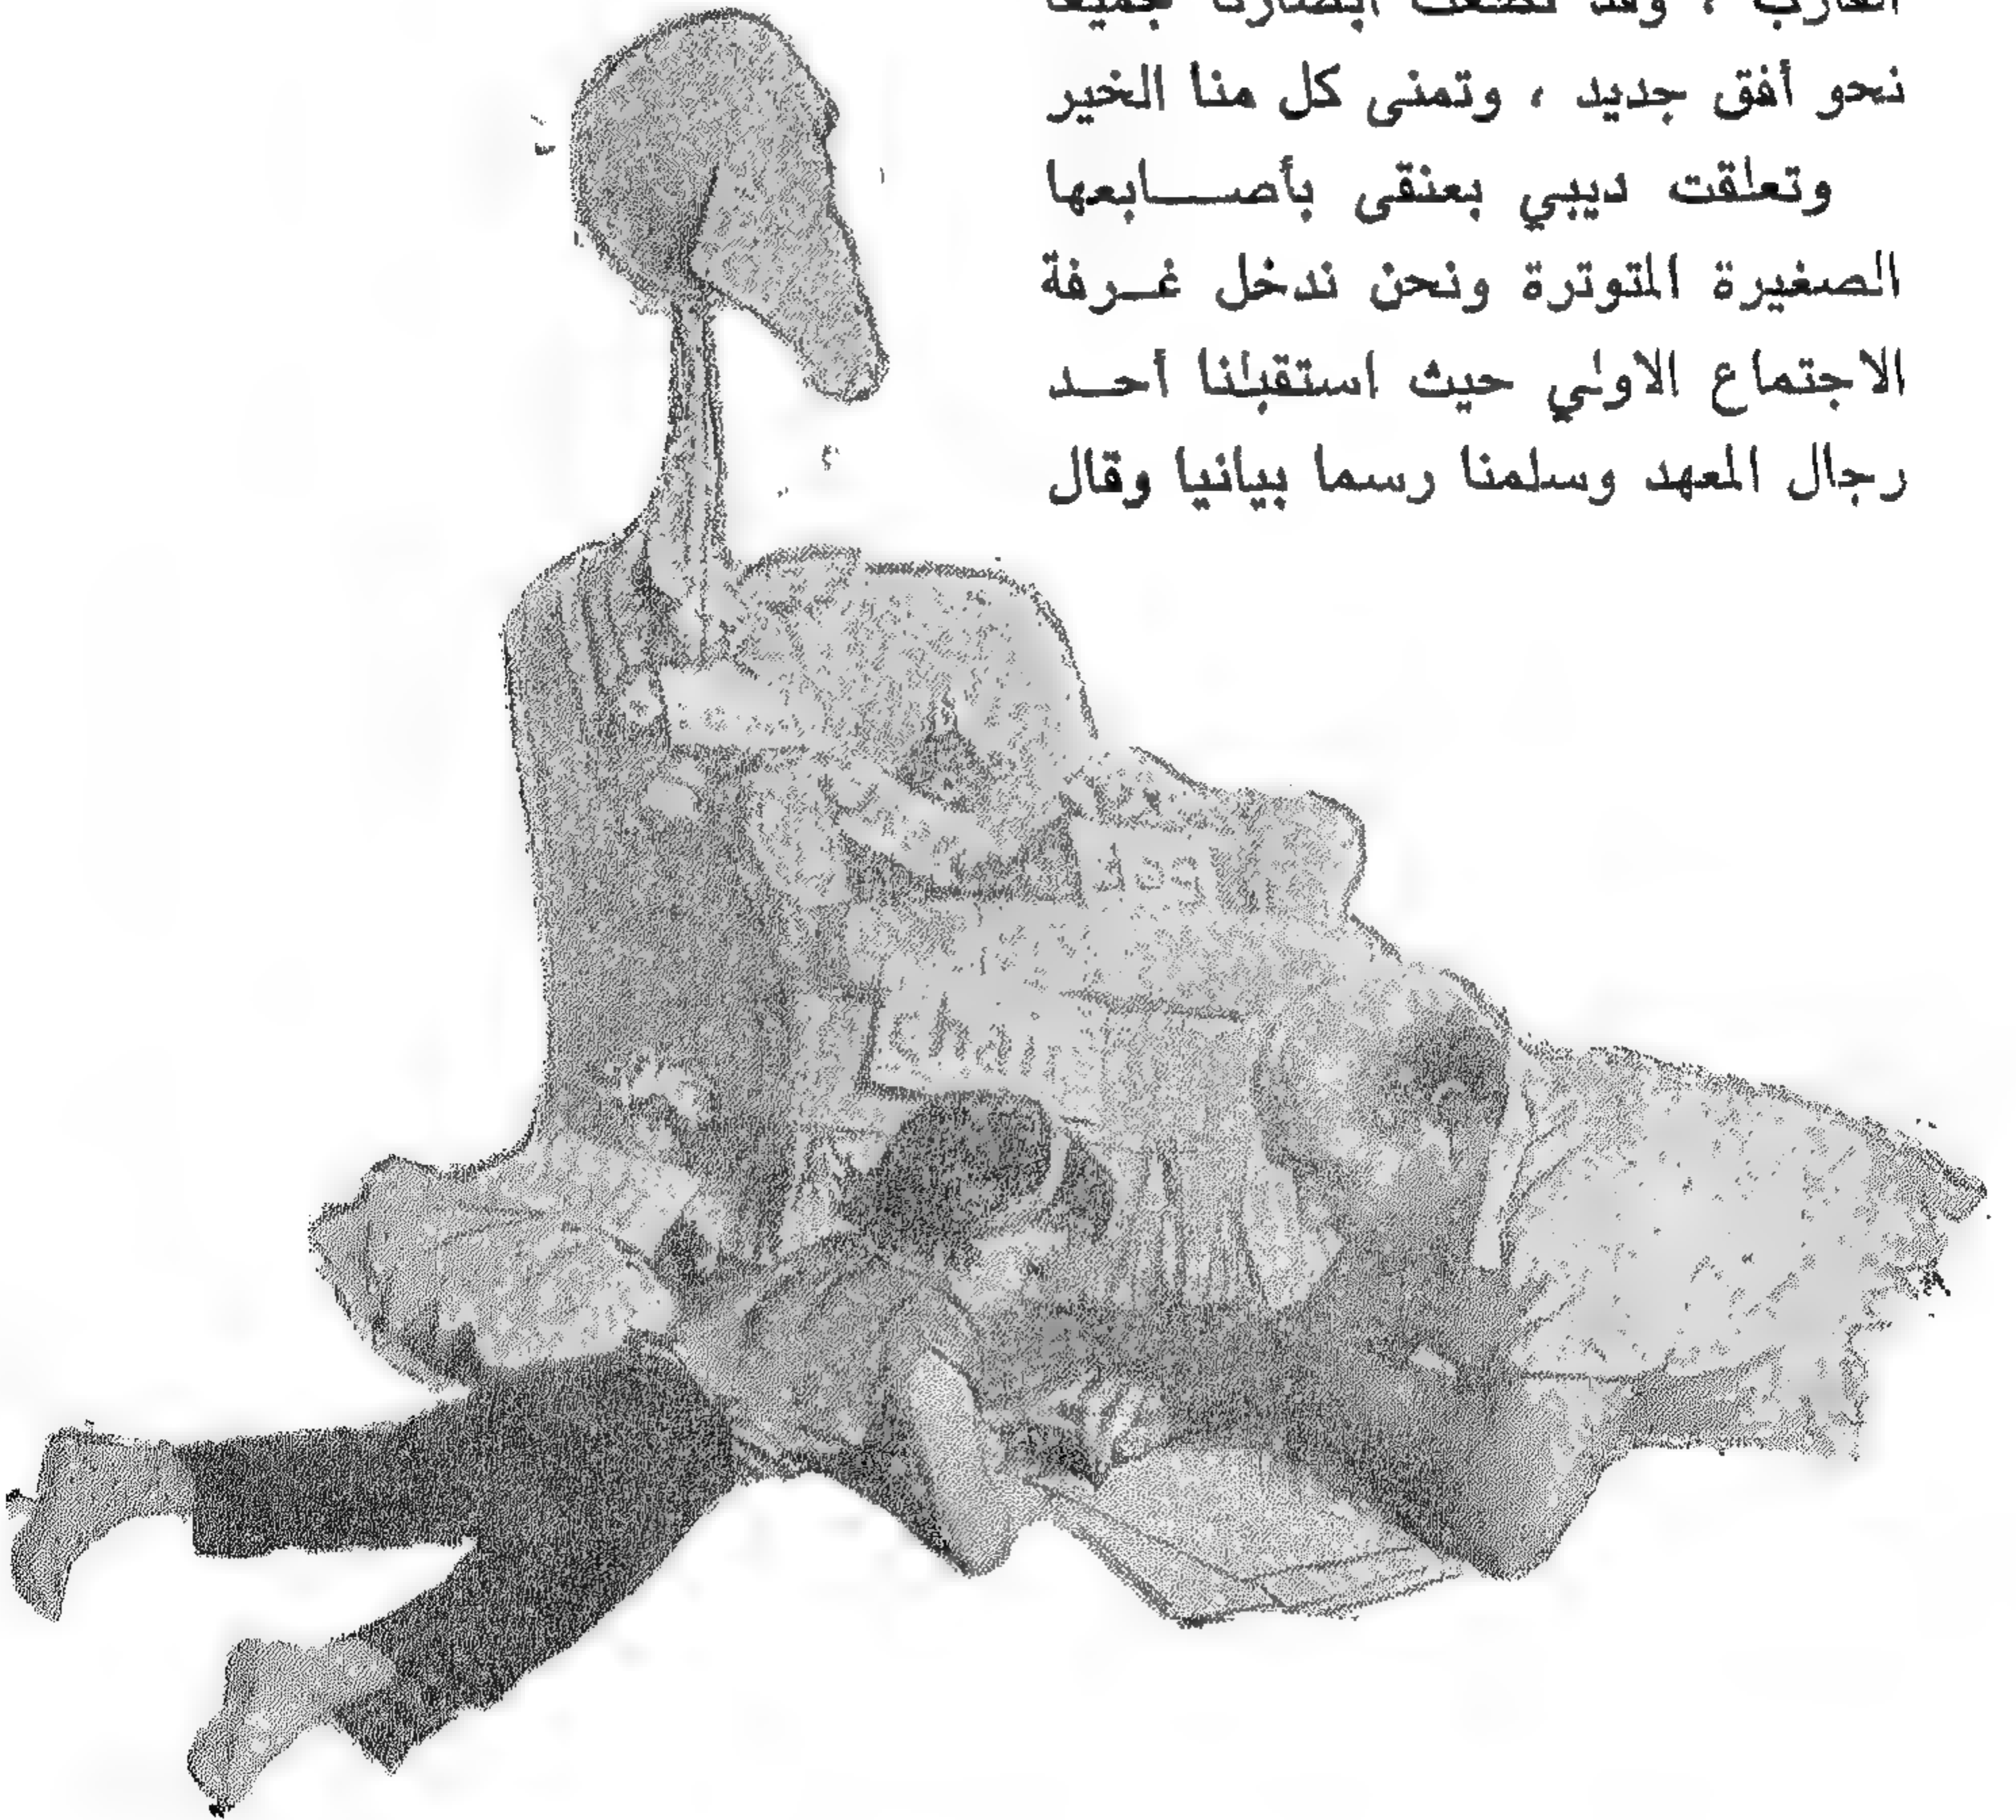 نحو أفق جديد ، وتمنى كل منا الخير
وتعلقت ديبي بعنقى بأصابعها
الصغيرة المتوترة ونحن ندخل غرفة
الاجتماع الاولي حيث استقبلنا أحد
رجال المعهد وسلمنا رسما بيانيا وقال
chair